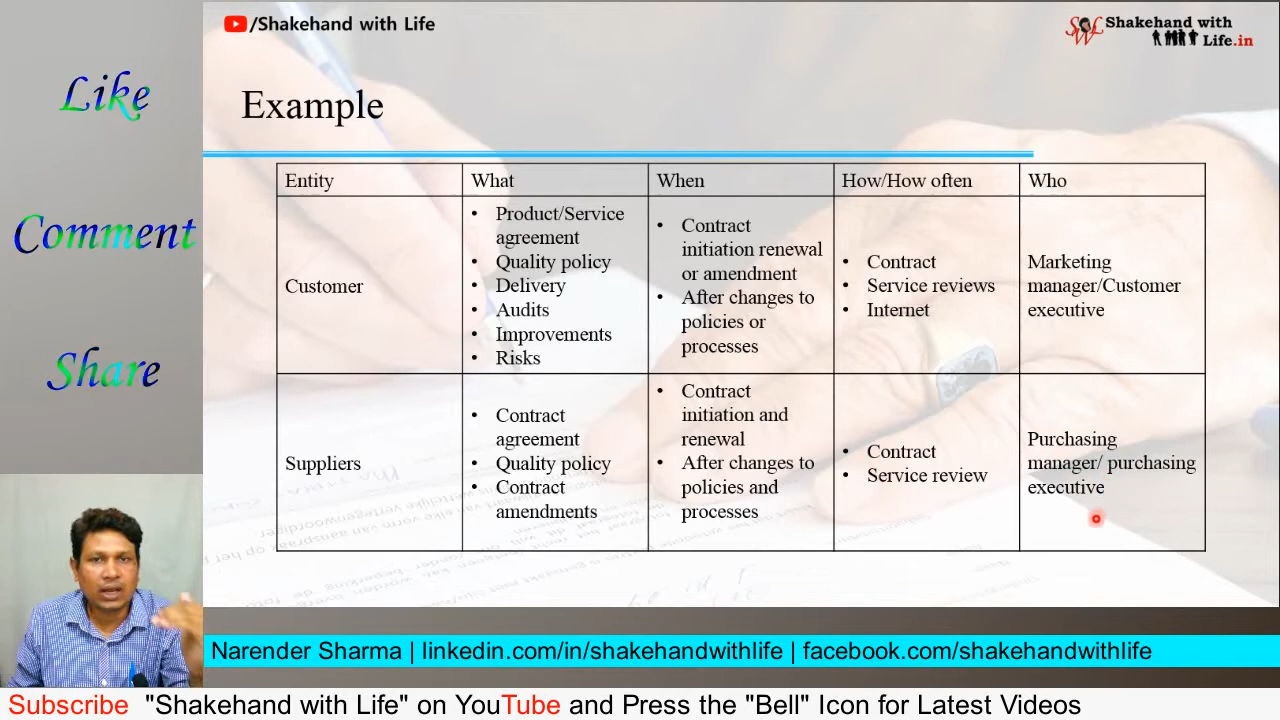 /Shakehand with Life
SWL Shakehand with
Life.in
Like
Comment
Share
Example
Entity
What
When
How/How often
Who
Customer
• Product/Service
agreement
• Quality policy
• Delivery
• Audits
• Improvements
• Risks
• Contract
initiation renewal
or amendment
• After changes to
policies or
processes
• Contract
• Service reviews
• Internet
Marketing
manager/Customer
executive
Suppliers
• Contract
agreement
• Quality policy
• Contract
amendments
• Contract
initiation and
renewal
• After changes to
policies and
processes
• Contract
• Service review
Purchasing
manager/ purchasing
executive
Narender Sharma | linkedin.com/in/shakehandwithlife | facebook.com/shakehandwithlife
Subscribe "Shakehand with Life" on YouTube and Press the "Bell" Icon for Latest Videos